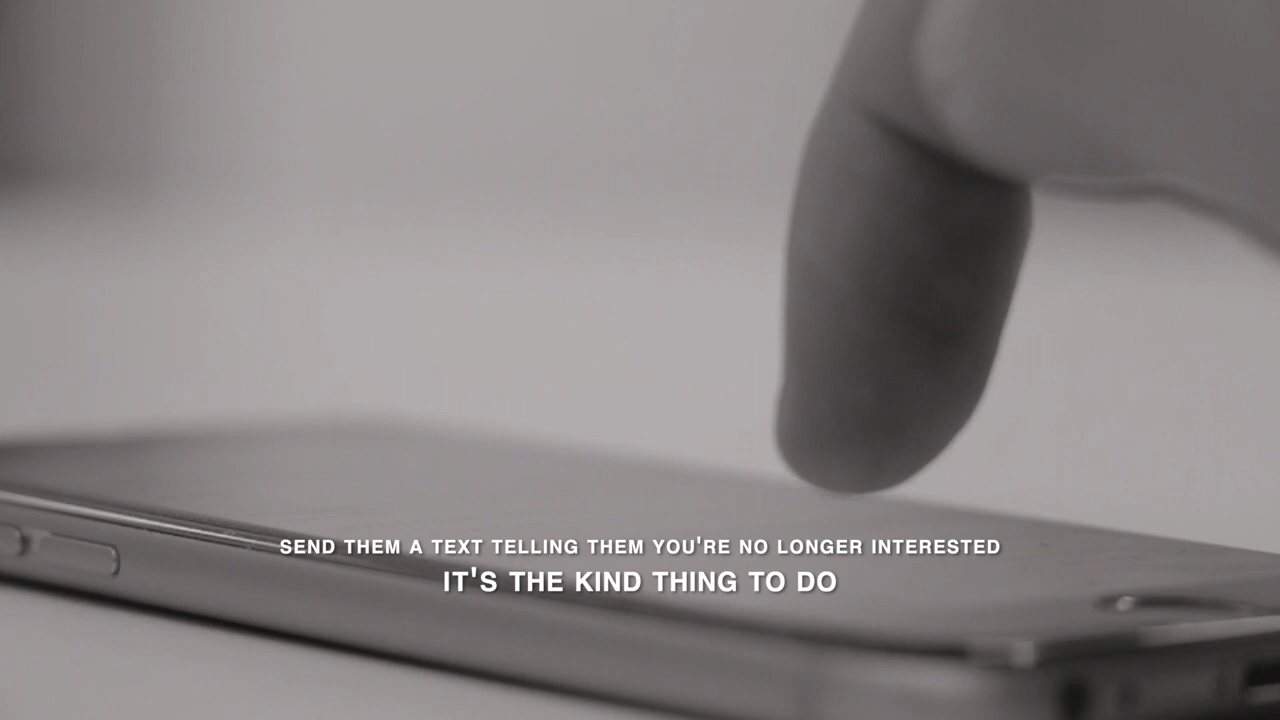 SEND THEM A TEXT TELLING THEM YOU'RE NO LONGER INTERESTED
IT'S THE KIND THING TO DO